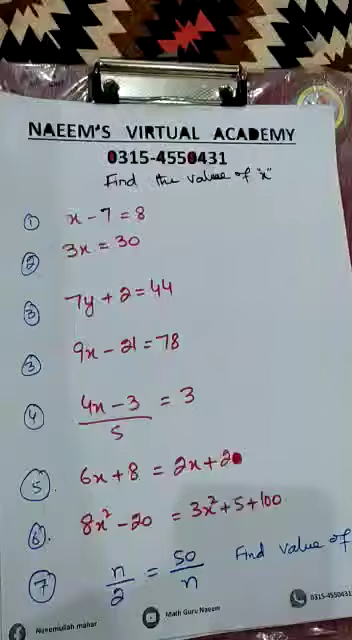 NAEEM'S VIRTUAL ACADEMY
0315-4550431
Find the value of "x"
① x - 7 = 8
② 3x = 30
③ 7y + 2 = 44
③ 9x - 21 = 78
④ (4x - 3)/5 = 3
⑤. 6x + 8 = 2x + 20
⑥. 8x² - 20 = 3x² + 5 + 100
⑦ n/2 = 50/n Find value of
Naeemullah mahar Math Guru Naeem 0315-4550431